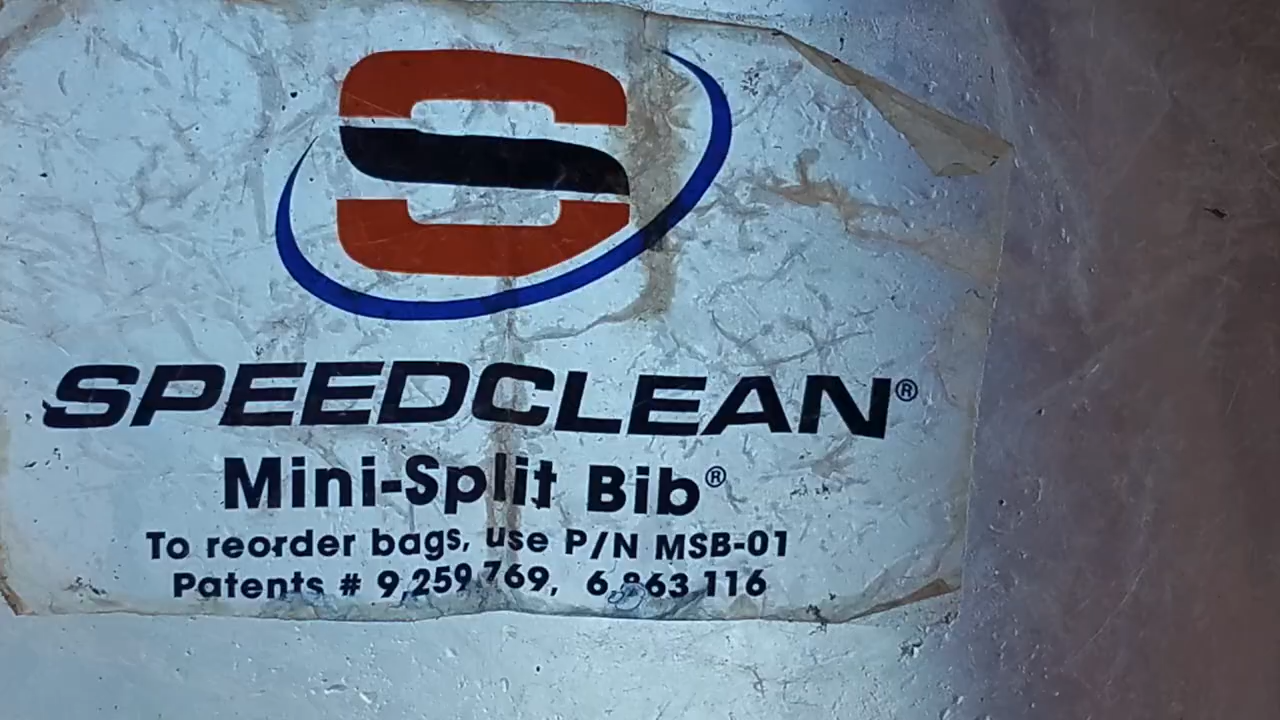 SPEEDCLEAN®
Mini-Split Bib®
To reorder bags, use P/N MSB-01
Patents # 9,259,769, 6,863,116